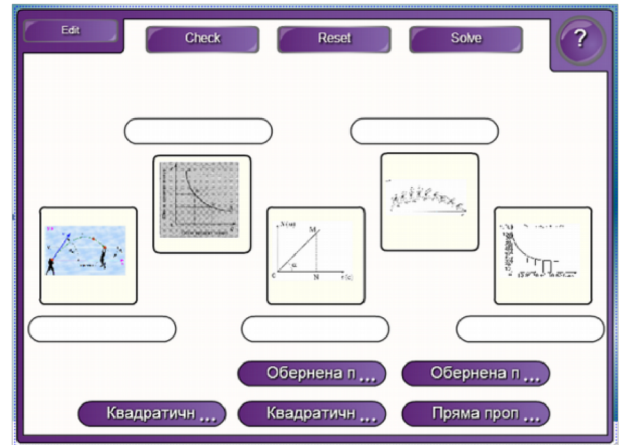 Edit
Check
Reset
Solve
?
M
N
Обернена п ...
Обернена п ...
Квадратичн ...
Квадратичн ...
Пряма проп ...